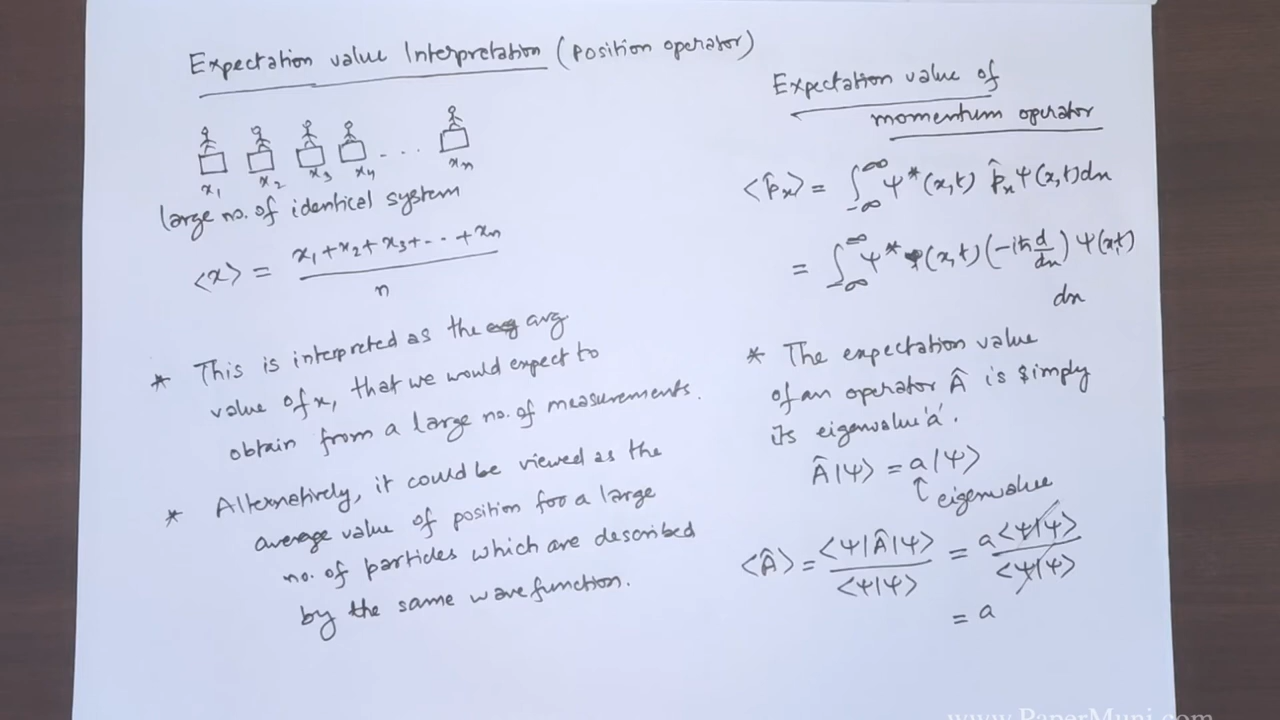 Expectation value Interpretation (position operator)
x₁ x₂ x₃ x₄ . . . xₙ
large no. of identical system
<x> = x₁+x₂+x₃+...+xₙ / n
* This is interpreted as the avg
value of x, that we would expect to
obtain from a large no. of measurements.
* Alternatively, it could be viewed as the
average value of position for a large
no. of particles which are described
by the same wavefunction.
Expectation value of
momentum operator
<p̂ₓ> = ∫_{-∞}^{∞} Ψ*(x,t) p̂ₓ Ψ(x,t) dx
= ∫_{-∞}^{∞} Ψ* (x,t) (-iħ d/dx) Ψ(x,t)
dx
* The expectation value
of an operator  is simply
its eigenvalue 'a'.
Â|Ψ> = a|Ψ>
↑ eigenvalue
<Â> = <Ψ|Â|Ψ> / <Ψ|Ψ> = a<Ψ|Ψ> / <Ψ|Ψ>
= a
www.PaperMuni.com